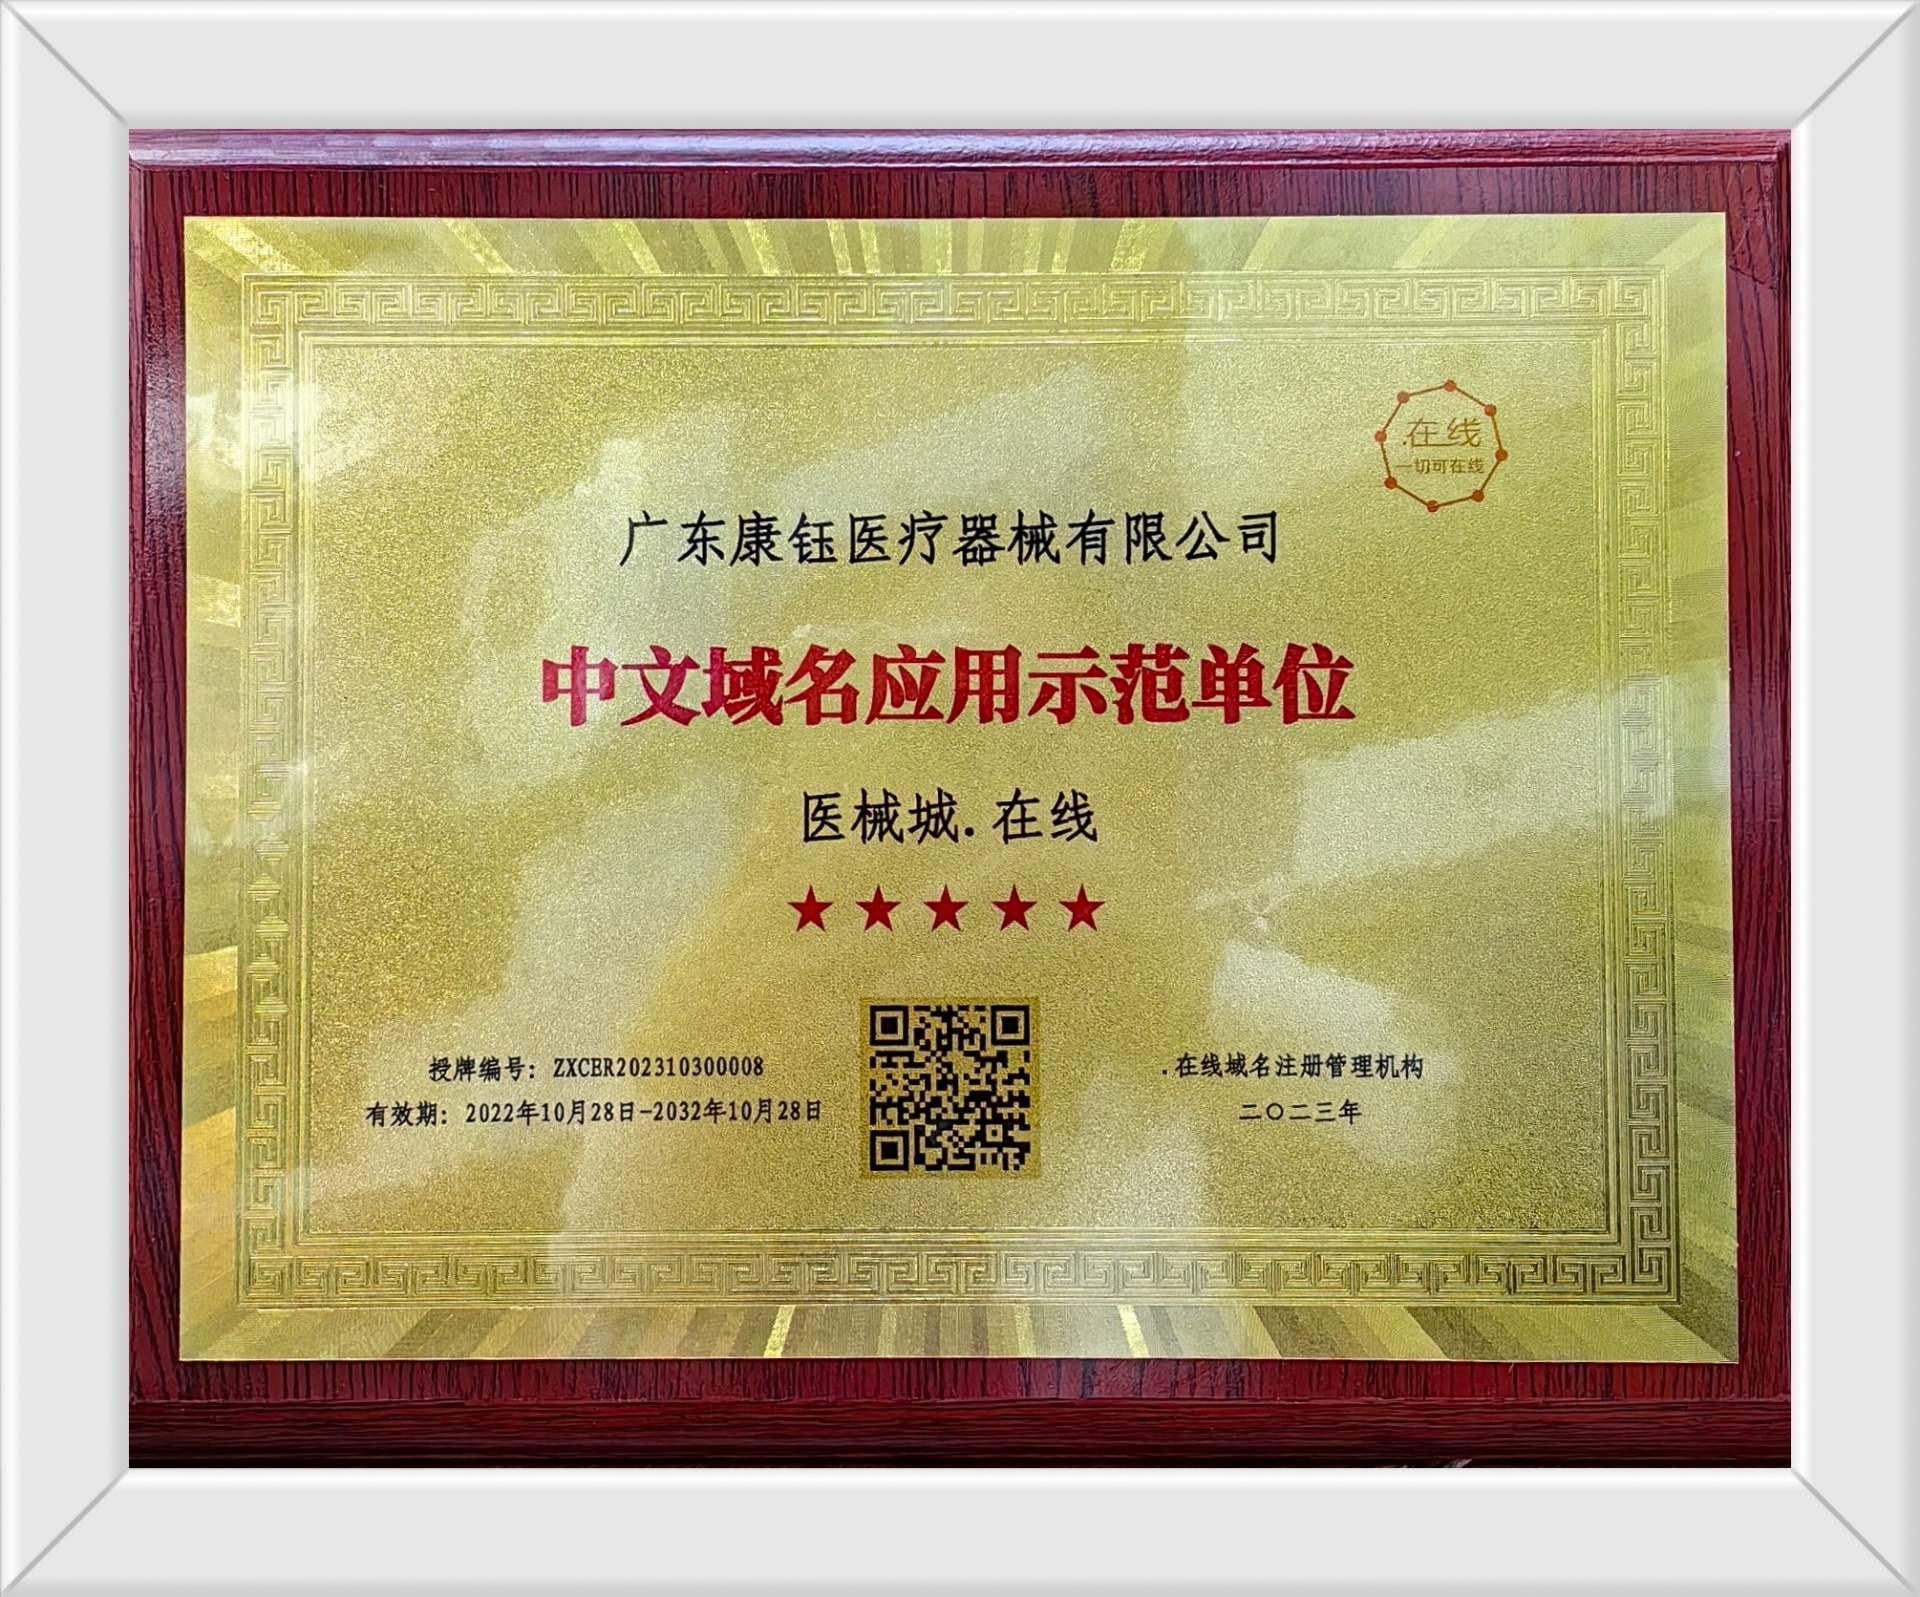 .在线
一切可在线
广东康钰医疗器械有限公司
中文域名应用示范单位
医械城.在线
授牌编号：ZXCER202310300008
有效期：2022年10月28日-2032年10月28日
.在线域名注册管理机构
二〇二三年